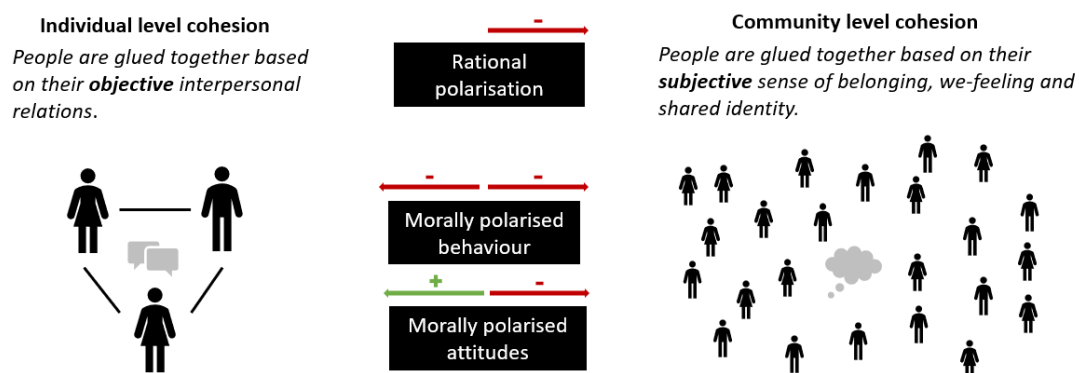 Individual level cohesion
People are glued together based
on their objective interpersonal
relations.
-
Rational
polarisation
- -
Morally polarised
behaviour
+ -
Morally polarised
attitudes
Community level cohesion
People are glued together based on their
subjective sense of belonging, we-feeling and
shared identity.